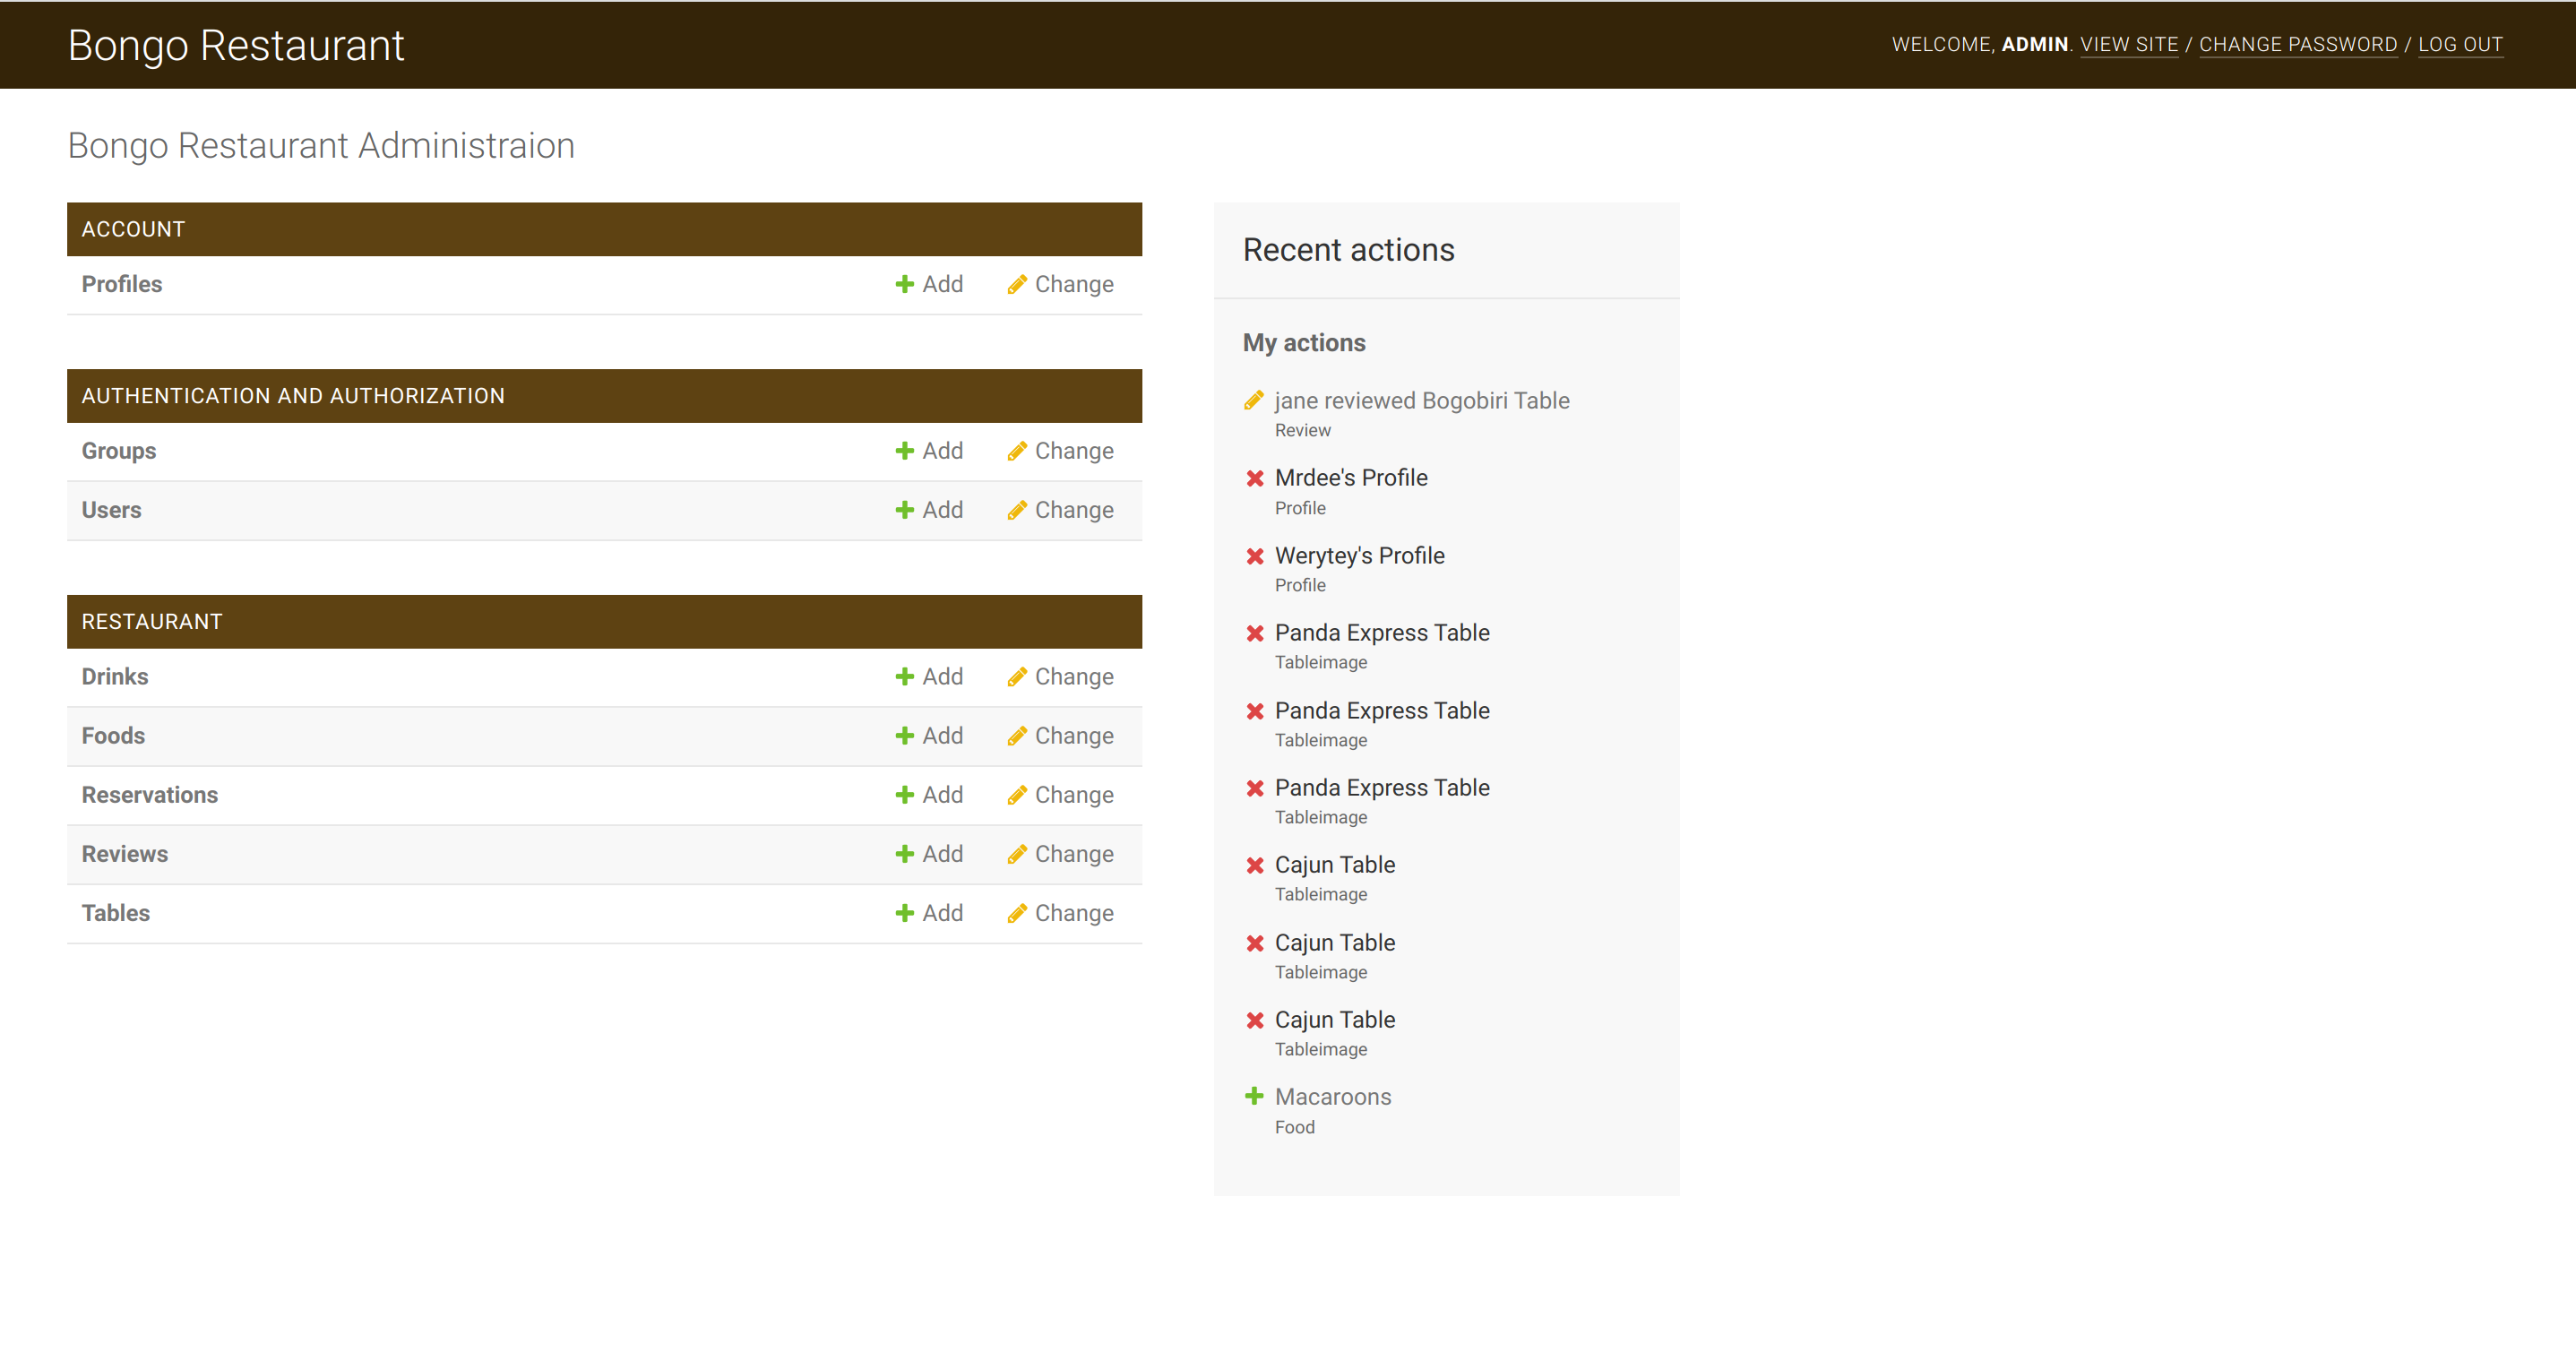 Bongo Restaurant
WELCOME, ADMIN. VIEW SITE / CHANGE PASSWORD / LOG OUT
Bongo Restaurant Administraion
ACCOUNT
Profiles Add Change
AUTHENTICATION AND AUTHORIZATION
Groups Add Change
Users Add Change
RESTAURANT
Drinks Add Change
Foods Add Change
Reservations Add Change
Reviews Add Change
Tables Add Change
Recent actions
My actions
jane reviewed Bogobiri Table
Review
Mrdee's Profile
Profile
Werytey's Profile
Profile
Panda Express Table
Tableimage
Panda Express Table
Tableimage
Panda Express Table
Tableimage
Cajun Table
Tableimage
Cajun Table
Tableimage
Cajun Table
Tableimage
Macaroons
Food